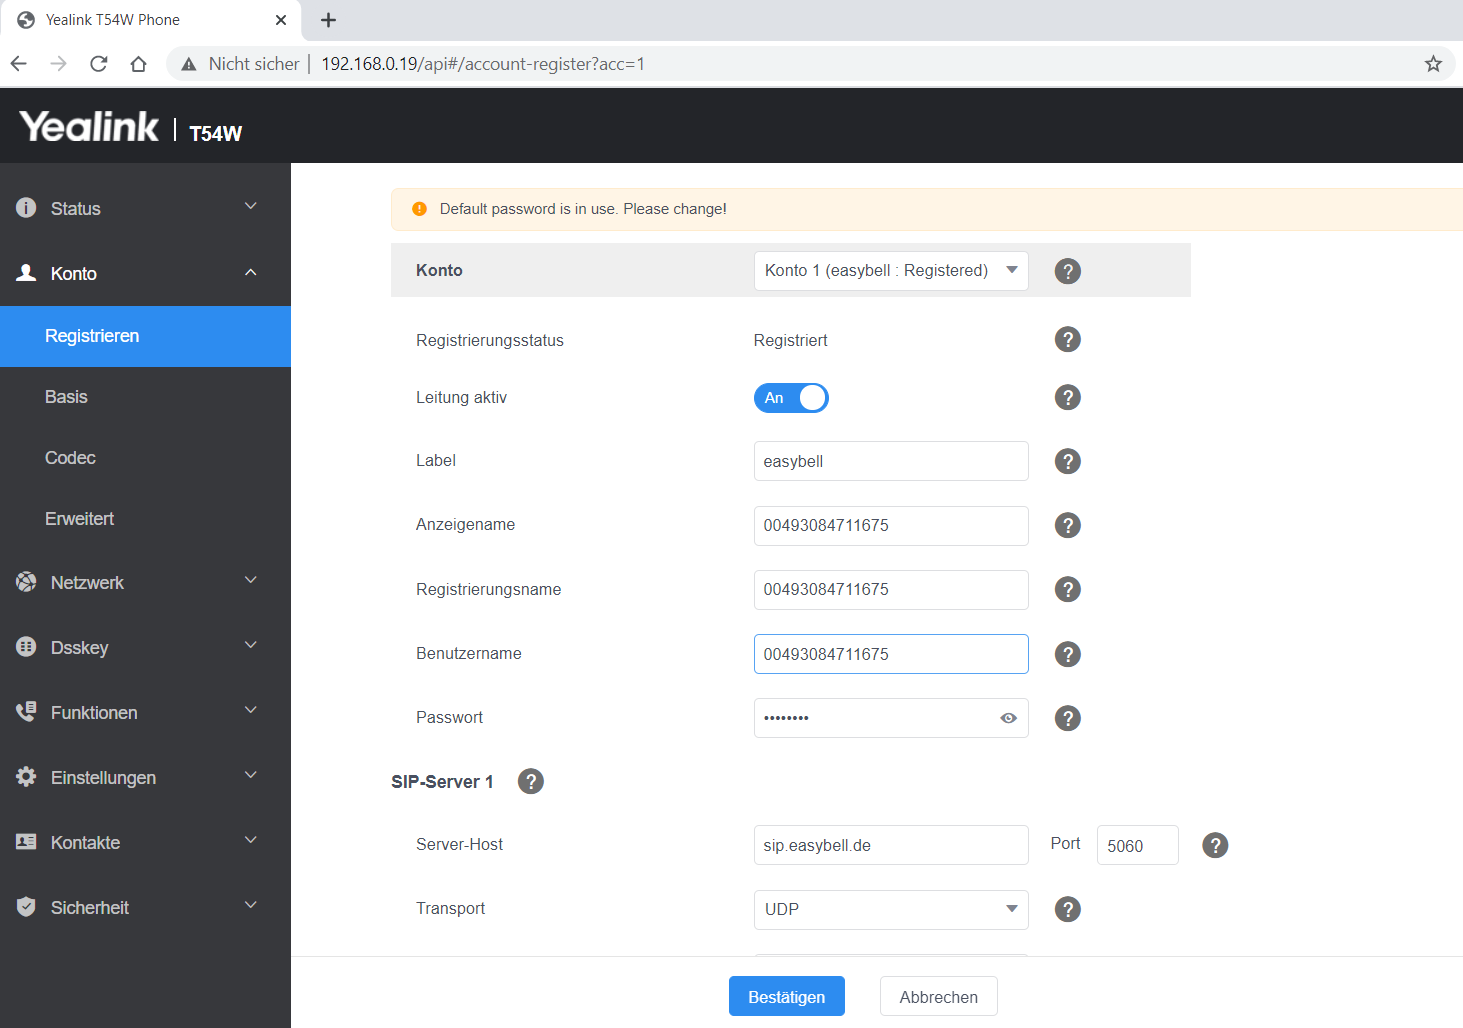 Yealink T54W Phone
Nicht sicher | 192.168.0.19/api#/account-register?acc=1
Yealink | T54W
Status
Konto
Registrieren
Basis
Codec
Erweitert
Netzwerk
Dsskey
Funktionen
Einstellungen
Kontakte
Sicherheit
Default password is in use. Please change!
Konto Konto 1 (easybell : Registered) ?
Registrierungsstatus Registriert ?
Leitung aktiv An ?
Label easybell ?
Anzeigename 00493084711675 ?
Registrierungsname 00493084711675 ?
Benutzername 00493084711675 ?
Passwort •••••••• ?
SIP-Server 1 ?
Server-Host sip.easybell.de Port 5060 ?
Transport UDP ?
Bestätigen Abbrechen